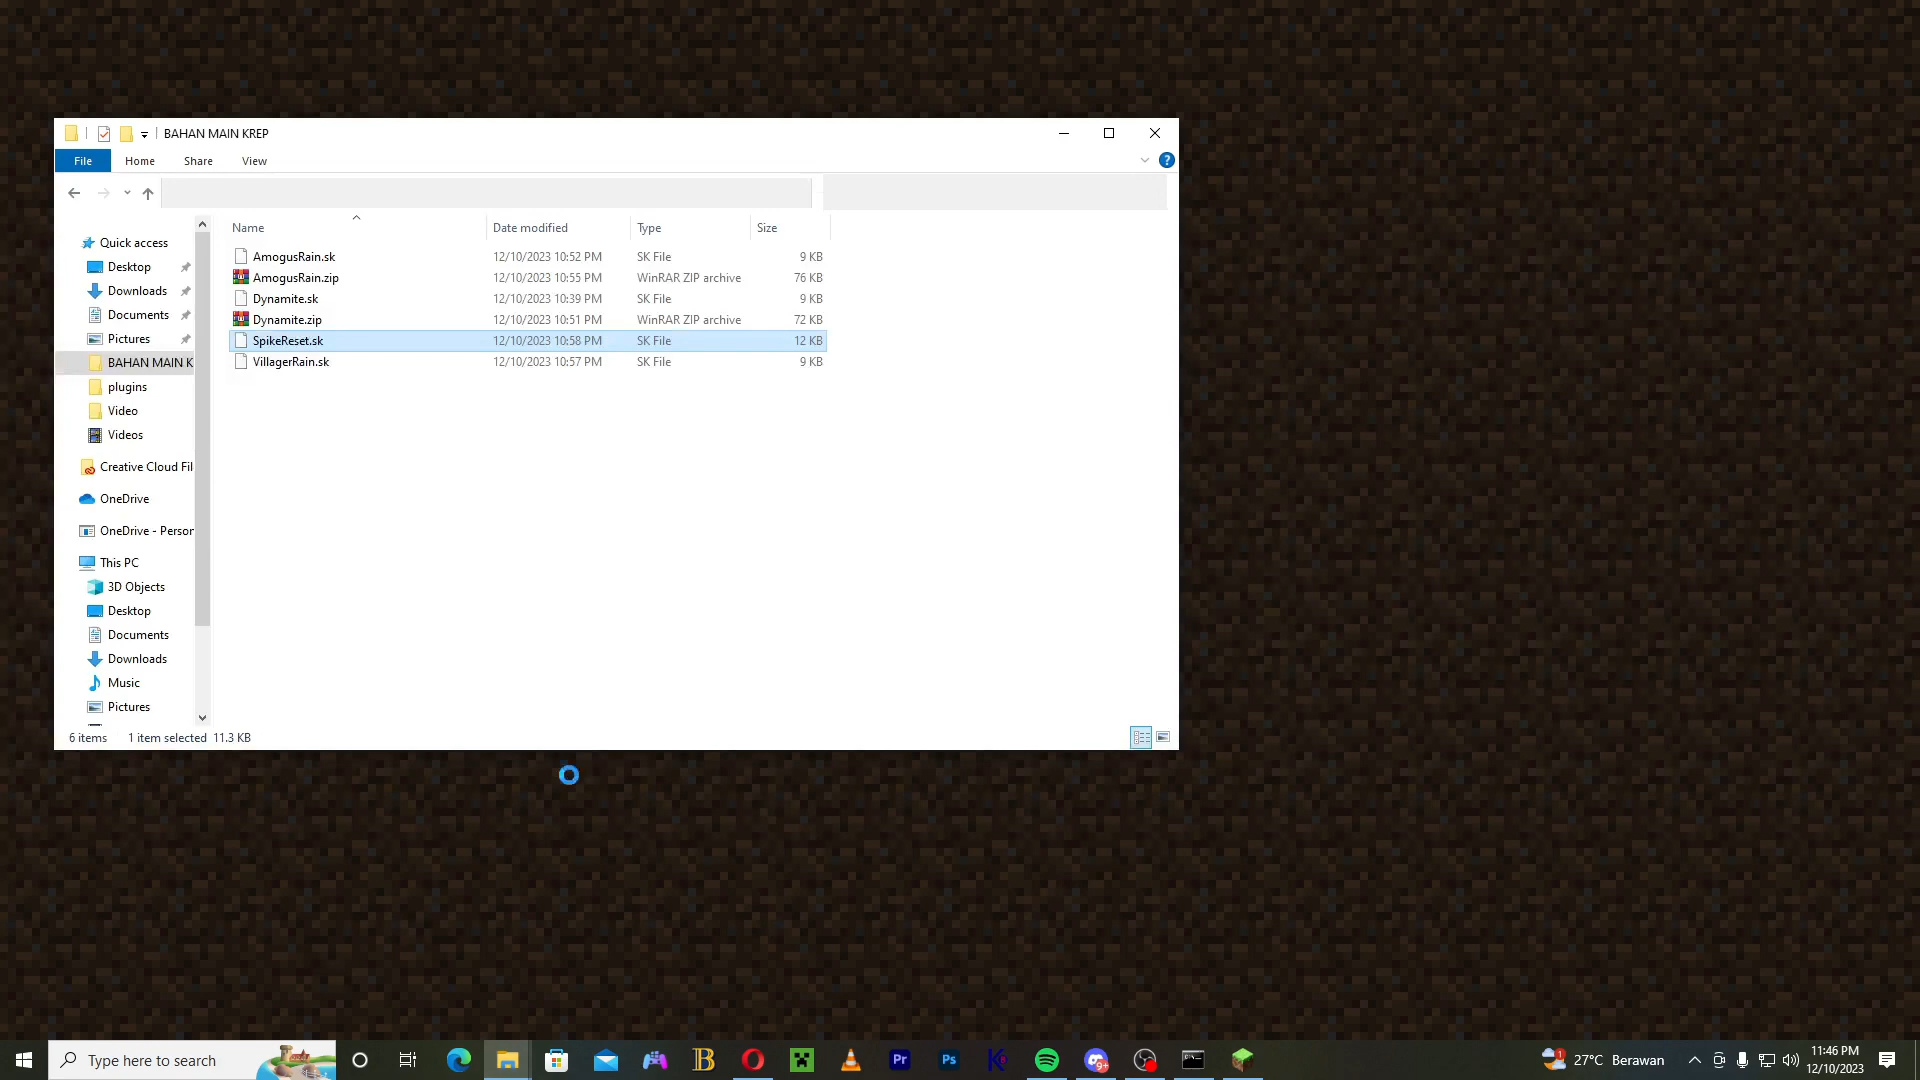 BAHAN MAIN KREP
File Home Share View
Name Date modified Type Size
Quick access
Desktop
Downloads
Documents
Pictures
BAHAN MAIN K
plugins
Video
Videos
Creative Cloud Fil
OneDrive
OneDrive - Person
This PC
3D Objects
Desktop
Documents
Downloads
Music
Pictures
AmogusRain.sk 12/10/2023 10:52 PM SK File 9 KB
AmogusRain.zip 12/10/2023 10:55 PM WinRAR ZIP archive 76 KB
Dynamite.sk 12/10/2023 10:39 PM SK File 9 KB
Dynamite.zip 12/10/2023 10:51 PM WinRAR ZIP archive 72 KB
SpikeReset.sk 12/10/2023 10:58 PM SK File 12 KB
VillagerRain.sk 12/10/2023 10:57 PM SK File 9 KB
6 items 1 item selected 11.3 KB
Type here to search
B
Pr
Ps
9+
1
27°C Berawan
11:46 PM
12/10/2023